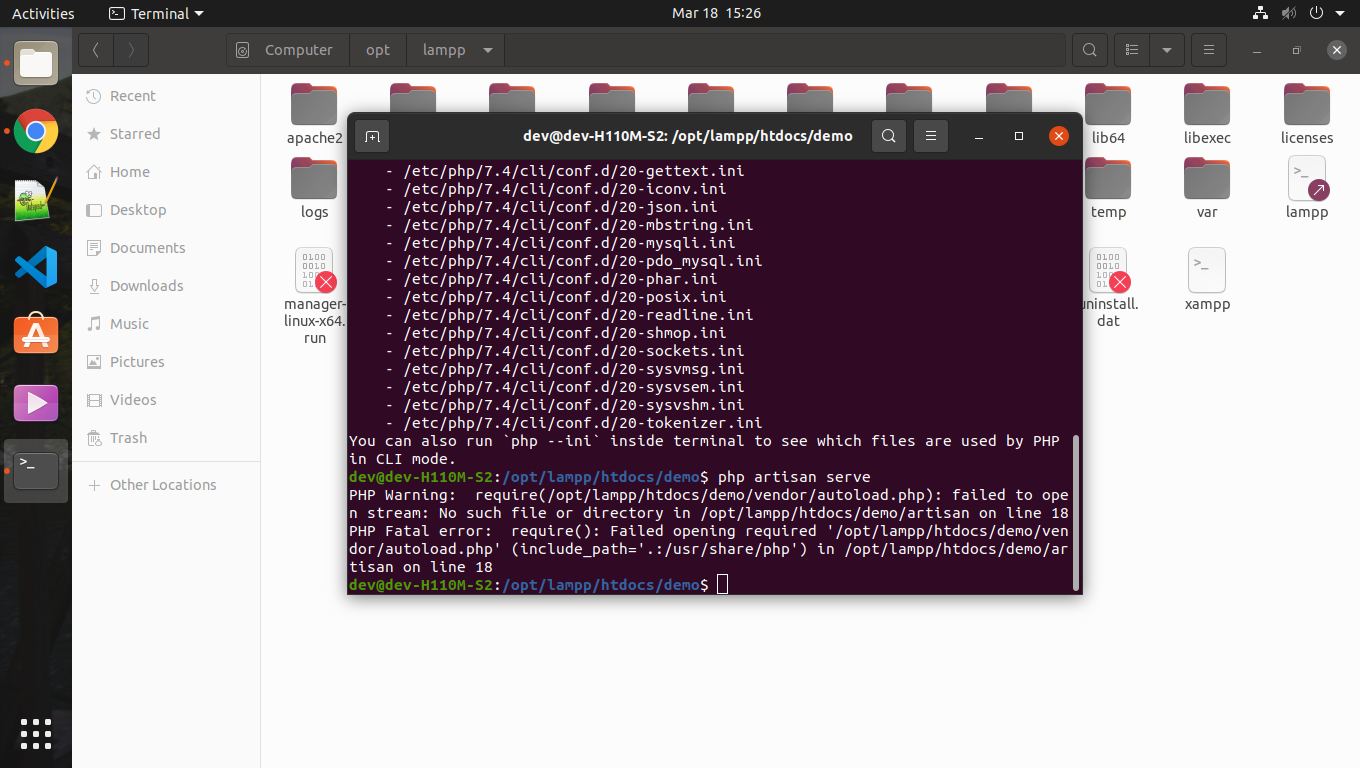 Activities
Terminal
Mar 18 15:26
Computer
opt
lampp
Recent
Starred
Home
Desktop
Documents
Downloads
Music
Pictures
Videos
Trash
Other Locations
apache2
lib64
libexec
licenses
logs
temp
var
lampp
manager-
linux-x64.
run
uninstall.
dat
xampp
dev@dev-H110M-S2: /opt/lampp/htdocs/demo
- /etc/php/7.4/cli/conf.d/20-gettext.ini
- /etc/php/7.4/cli/conf.d/20-iconv.ini
- /etc/php/7.4/cli/conf.d/20-json.ini
- /etc/php/7.4/cli/conf.d/20-mbstring.ini
- /etc/php/7.4/cli/conf.d/20-mysqli.ini
- /etc/php/7.4/cli/conf.d/20-pdo_mysql.ini
- /etc/php/7.4/cli/conf.d/20-phar.ini
- /etc/php/7.4/cli/conf.d/20-posix.ini
- /etc/php/7.4/cli/conf.d/20-readline.ini
- /etc/php/7.4/cli/conf.d/20-shmop.ini
- /etc/php/7.4/cli/conf.d/20-sockets.ini
- /etc/php/7.4/cli/conf.d/20-sysvmsg.ini
- /etc/php/7.4/cli/conf.d/20-sysvsem.ini
- /etc/php/7.4/cli/conf.d/20-sysvshm.ini
- /etc/php/7.4/cli/conf.d/20-tokenizer.ini
You can also run `php --ini` inside terminal to see which files are used by PHP
in CLI mode.
dev@dev-H110M-S2:/opt/lampp/htdocs/demo$ php artisan serve
PHP Warning:  require(/opt/lampp/htdocs/demo/vendor/autoload.php): failed to ope
n stream: No such file or directory in /opt/lampp/htdocs/demo/artisan on line 18
PHP Fatal error:  require(): Failed opening required '/opt/lampp/htdocs/demo/ven
dor/autoload.php' (include_path='.:/usr/share/php') in /opt/lampp/htdocs/demo/ar
tisan on line 18
dev@dev-H110M-S2:/opt/lampp/htdocs/demo$